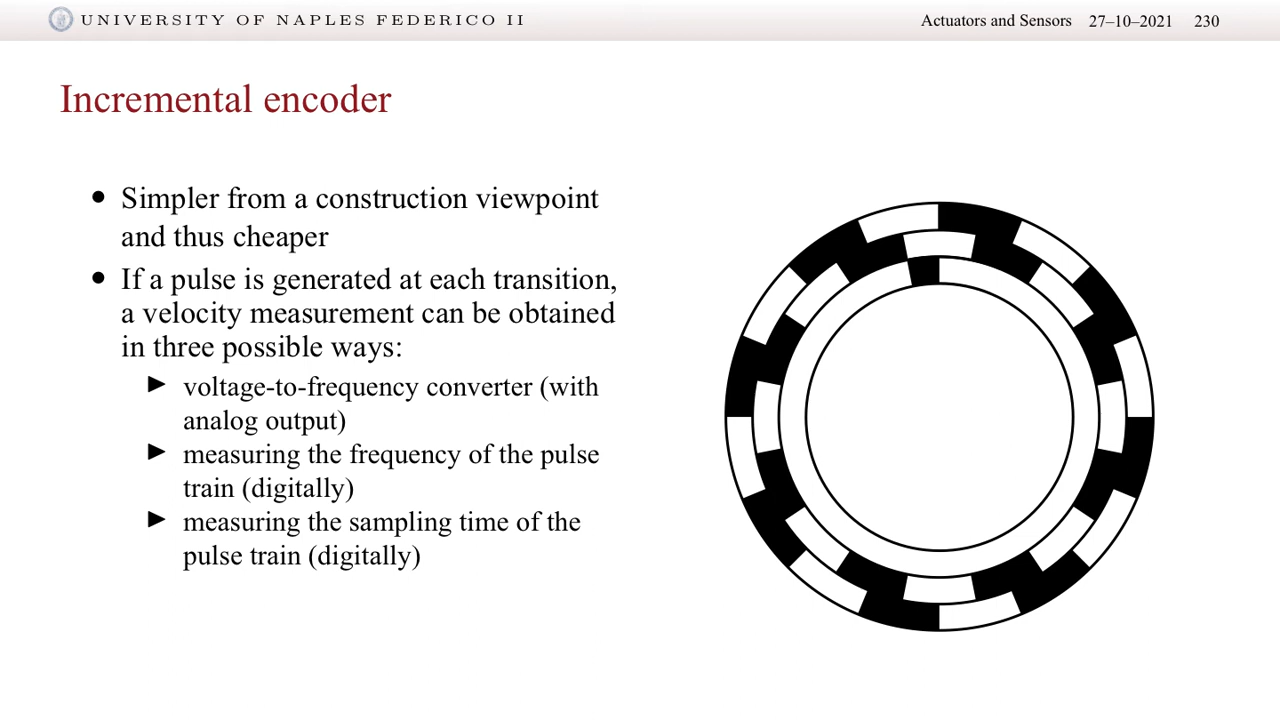 UNIVERSITY OF NAPLES FEDERICO II
Actuators and Sensors 27–10–2021 230
Incremental encoder
• Simpler from a construction viewpoint
and thus cheaper
• If a pulse is generated at each transition,
a velocity measurement can be obtained
in three possible ways:
► voltage-to-frequency converter (with
analog output)
► measuring the frequency of the pulse
train (digitally)
► measuring the sampling time of the
pulse train (digitally)